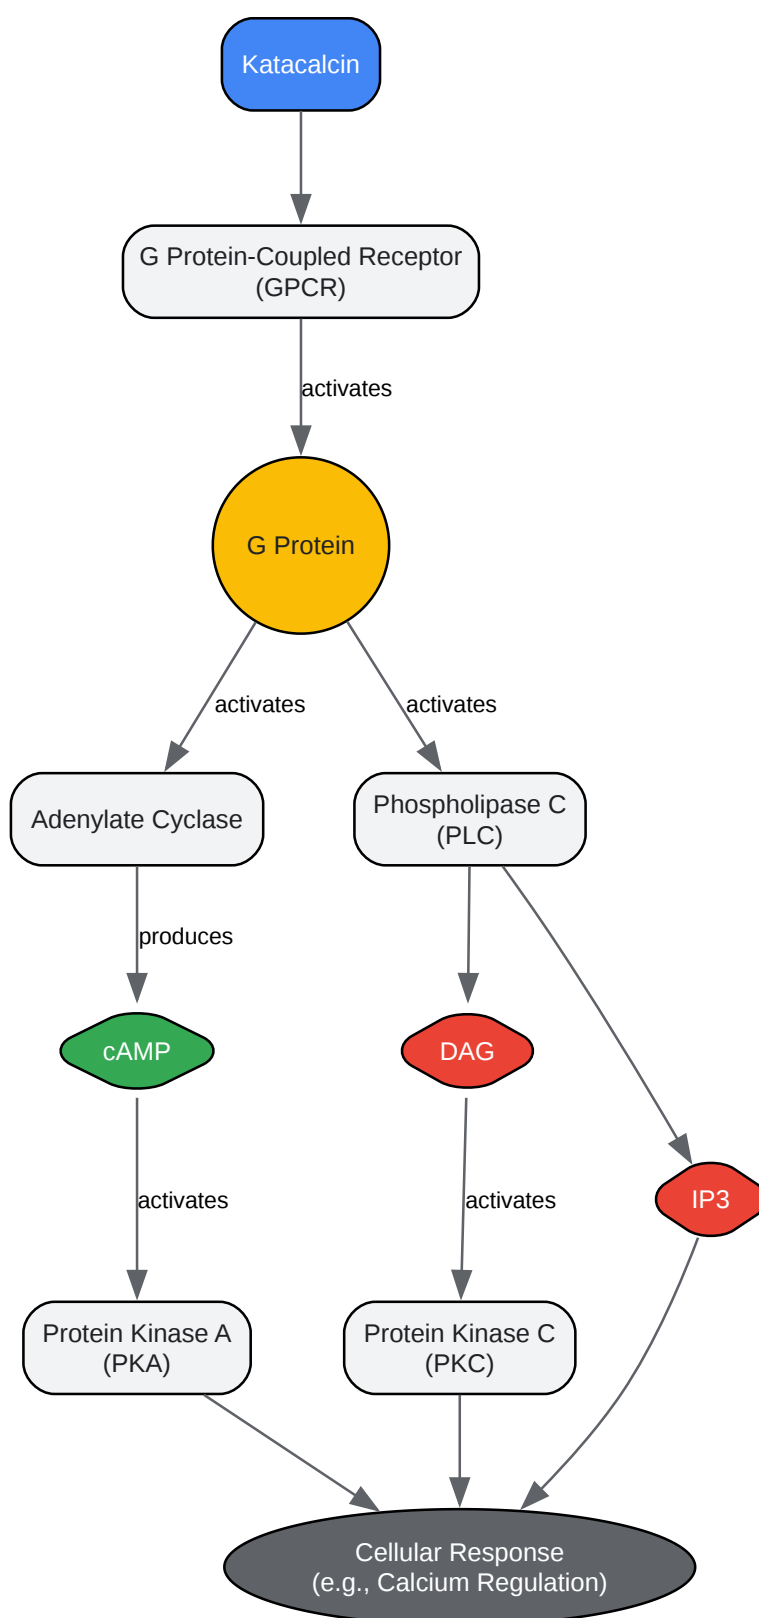 Katacalcin
G Protein-Coupled Receptor
(GPCR)
activates
G Protein
activates
activates
Adenylate Cyclase
Phospholipase C
(PLC)
produces
cAMP
DAG
activates
activates
IP3
Protein Kinase A
(PKA)
Protein Kinase C
(PKC)
Cellular Response
(e.g., Calcium Regulation)